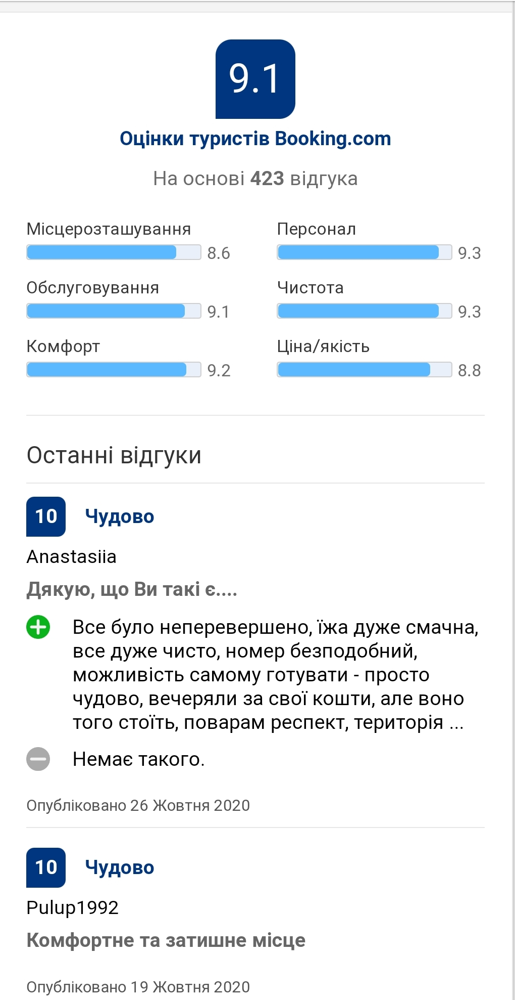 9.1
Оцінки туристів Booking.com
На основі 423 відгука
Місцерозташування
8.6
Персонал
9.3
Обслуговування
9.1
Чистота
9.3
Комфорт
9.2
Ціна/якість
8.8
Останні відгуки
10 Чудово
Anastasiia
Дякую, що Ви такі є....
Все було неперевершено, їжа дуже смачна,
все дуже чисто, номер безподобний,
можливість самому готувати - просто
чудово, вечеряли за свої кошти, але воно
того стоїть, поварам респект, територія ...
Немає такого.
Опубліковано 26 Жовтня 2020
10 Чудово
Pulup1992
Комфортне та затишне місце
Опубліковано 19 Жовтня 2020